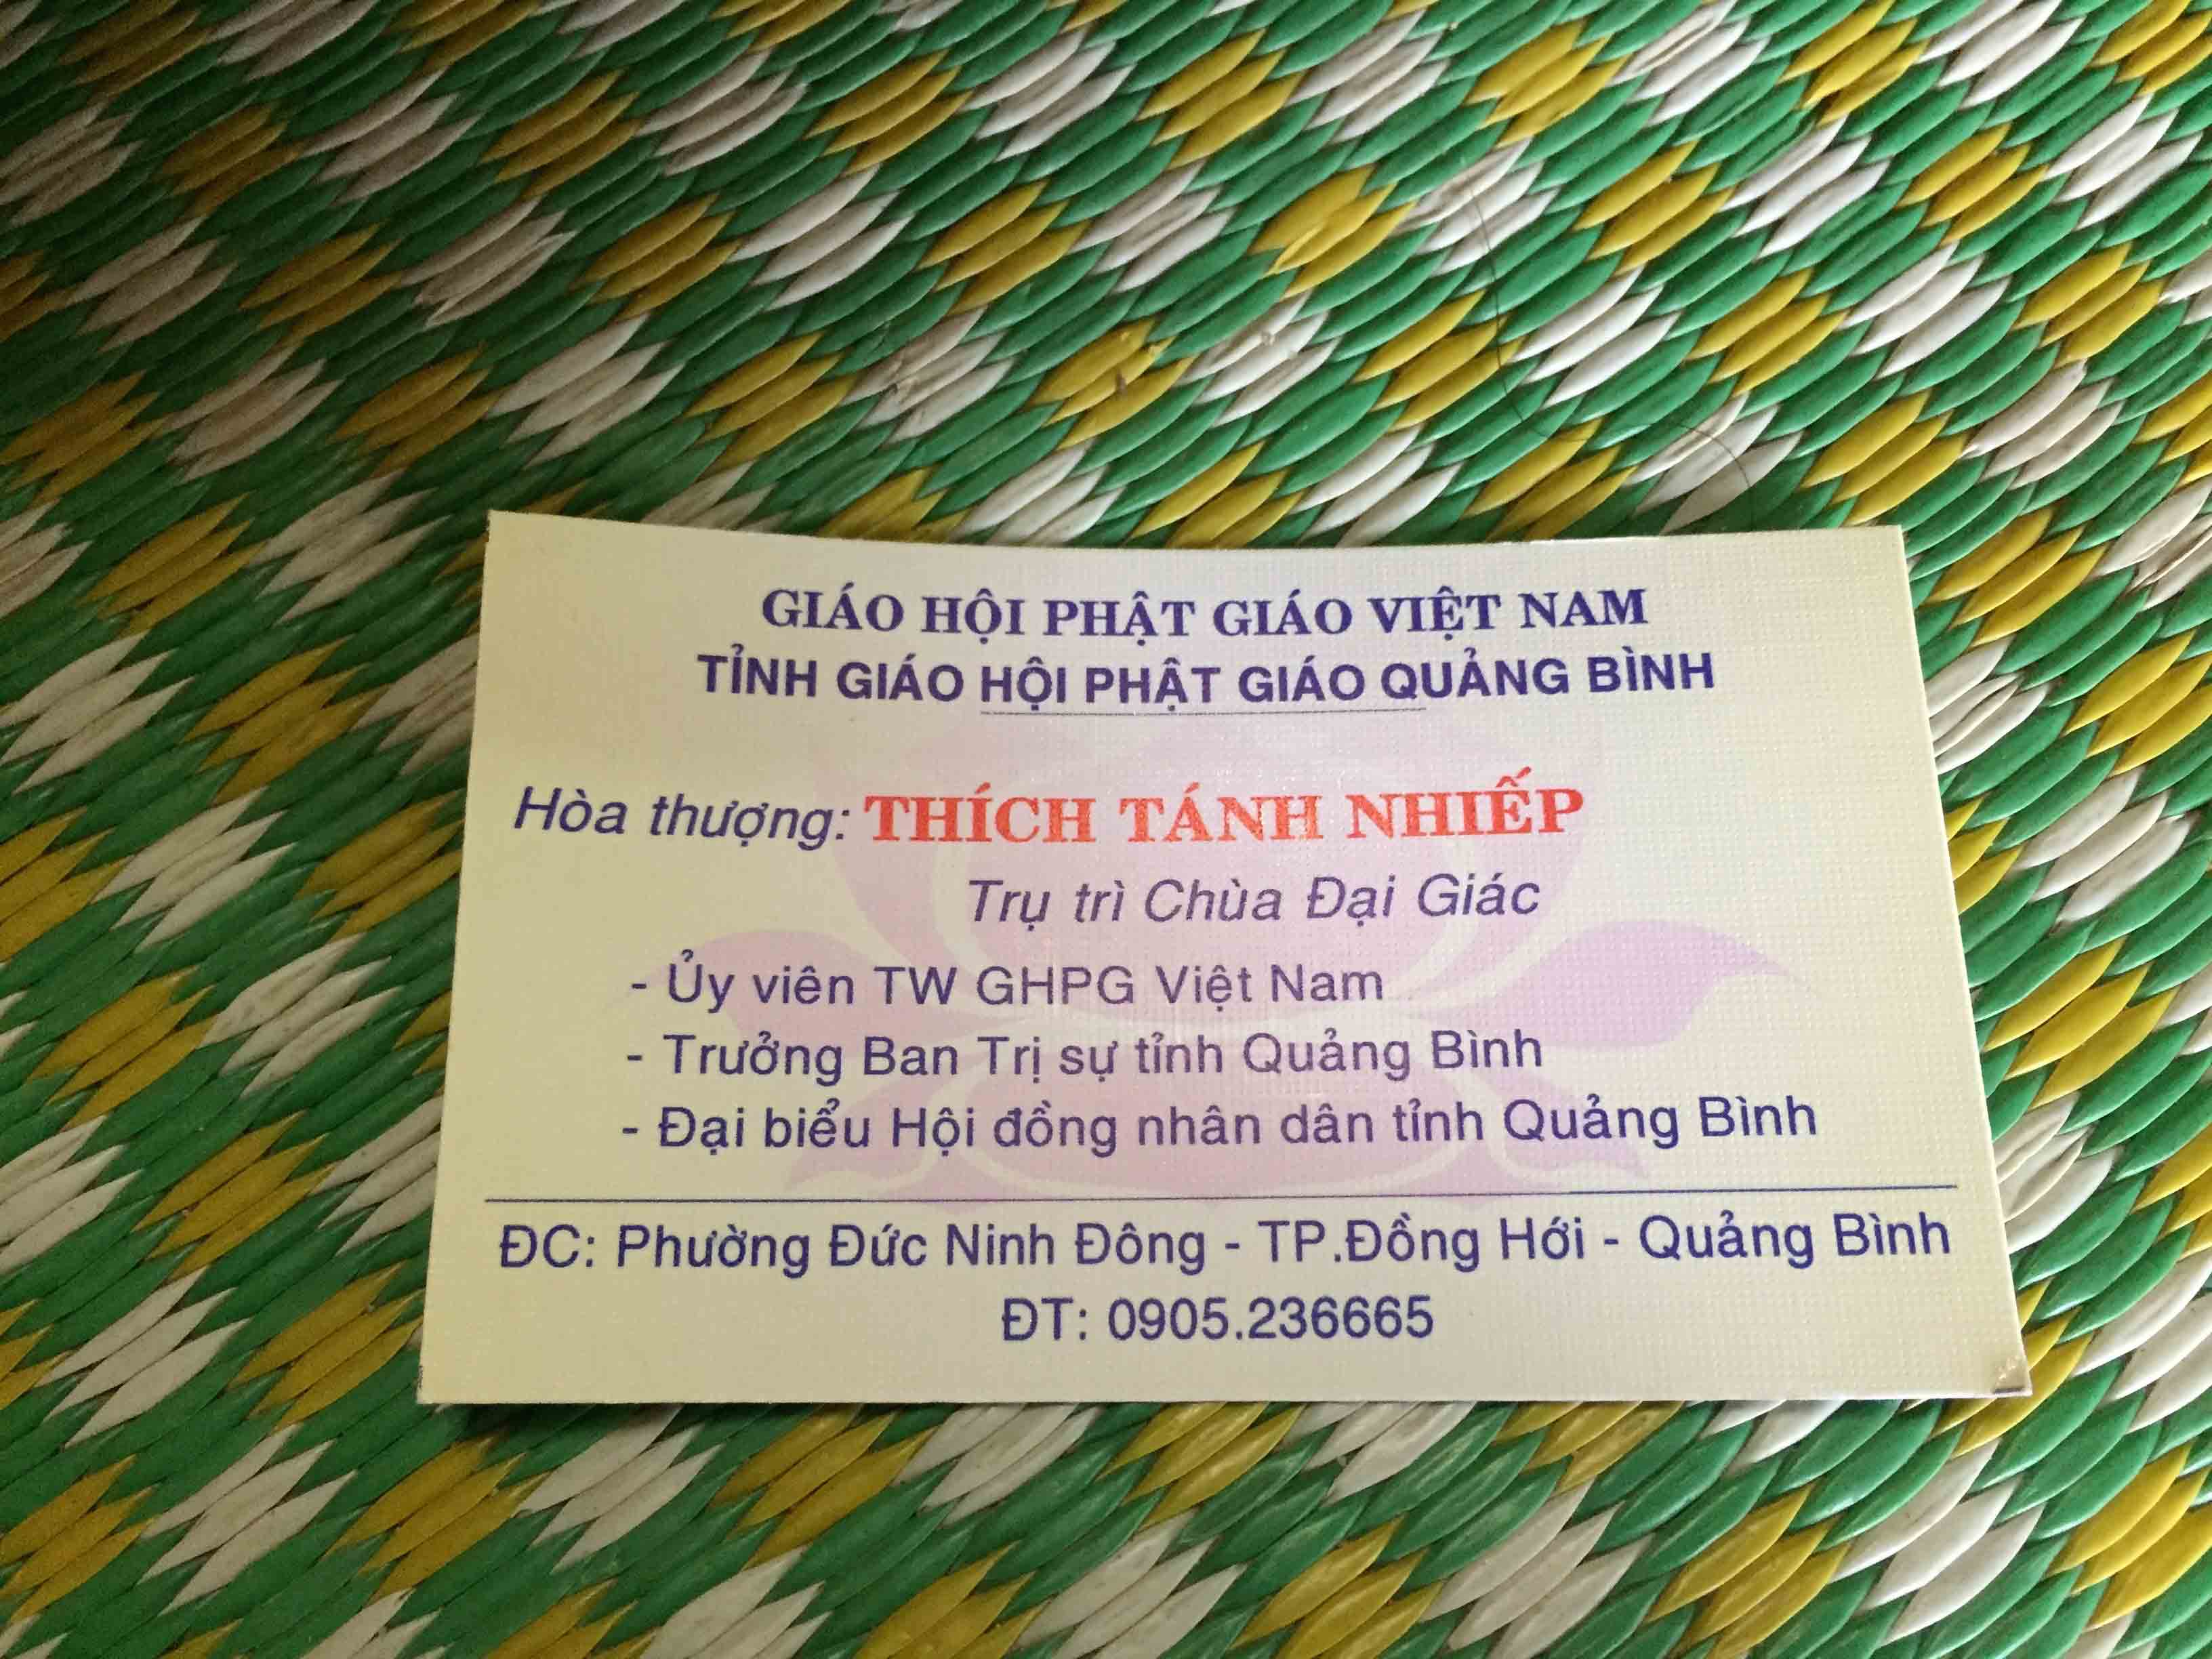 GIÁO HỘI PHẬT GIÁO VIỆT NAM
TỈNH GIÁO HỘI PHẬT GIÁO QUẢNG BÌNH
Hòa thượng: THÍCH TÁNH NHIẾP
Trụ trì Chùa Đại Giác
- Ủy viên TW GHPG Việt Nam
- Trưởng Ban Trị sự tỉnh Quảng Bình
- Đại biểu Hội đồng nhân dân tỉnh Quảng Bình
ĐC: Phường Đức Ninh Đông - TP.Đồng Hới - Quảng Bình
ĐT: 0905.236665